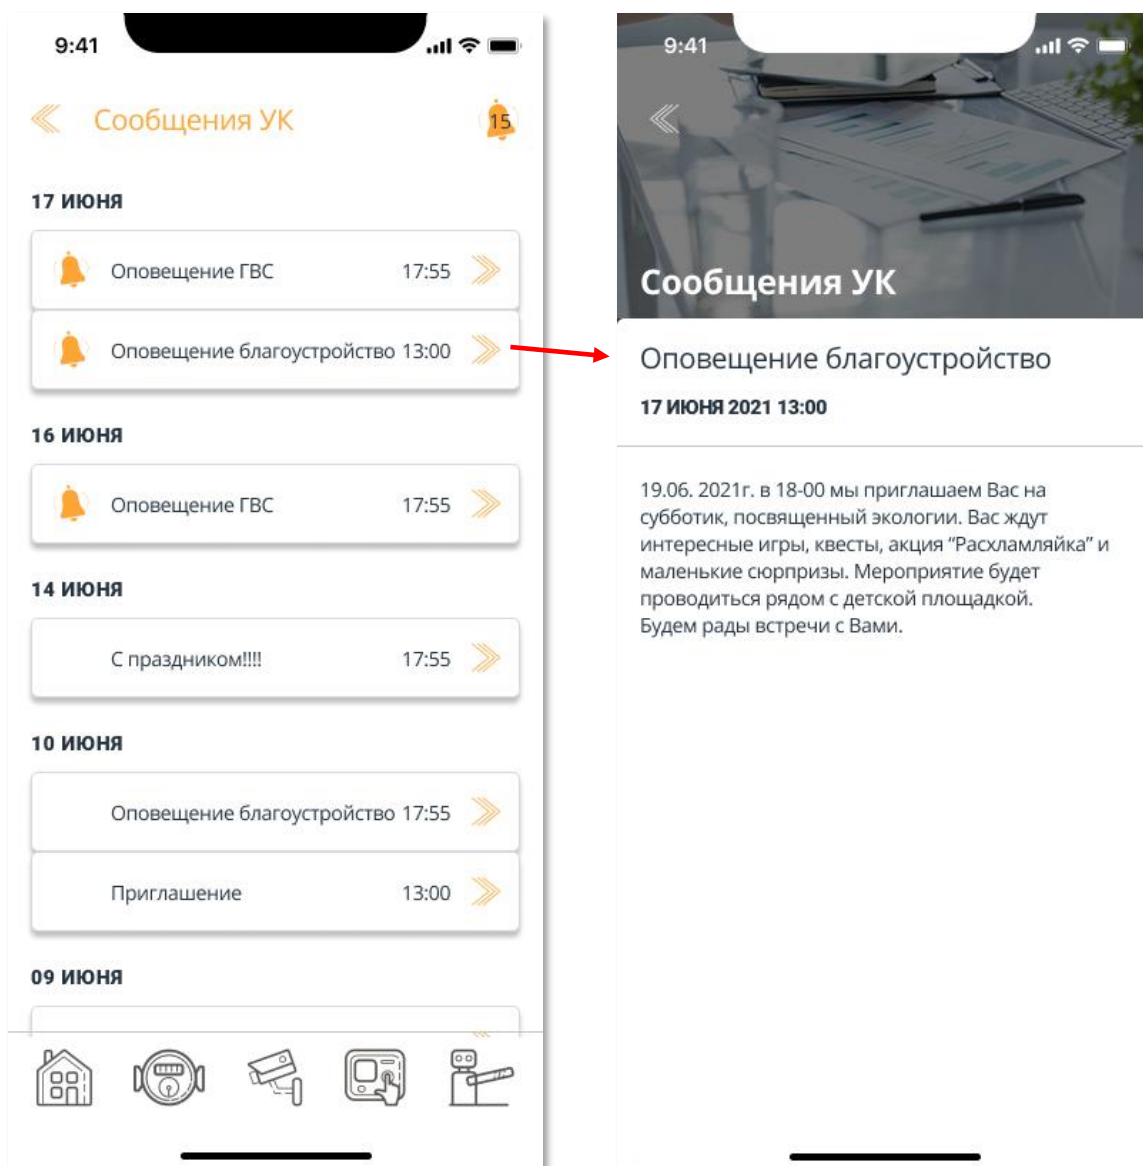 9:41
Сообщения УК
15
17 ИЮНЯ
Оповещение ГВС 17:55
Оповещение благоустройство 13:00
16 ИЮНЯ
Оповещение ГВС 17:55
14 ИЮНЯ
С праздником!!!! 17:55
10 ИЮНЯ
Оповещение благоустройство 17:55
Приглашение 13:00
09 ИЮНЯ
9:41
Сообщения УК
Оповещение благоустройство
17 ИЮНЯ 2021 13:00
19.06. 2021г. в 18-00 мы приглашаем Вас на
субботик, посвященный экологии. Вас ждут
интересные игры, квесты, акция “Расхламляйка” и
маленькие сюрпризы. Мероприятие будет
проводиться рядом с детской площадкой.
Будем рады встречи с Вами.